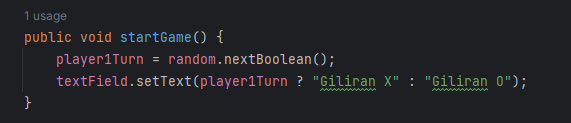 1 usage
public void startGame() {
player1Turn = random.nextBoolean();
textField.setText(player1Turn ? "Giliran X" : "Giliran O");
}